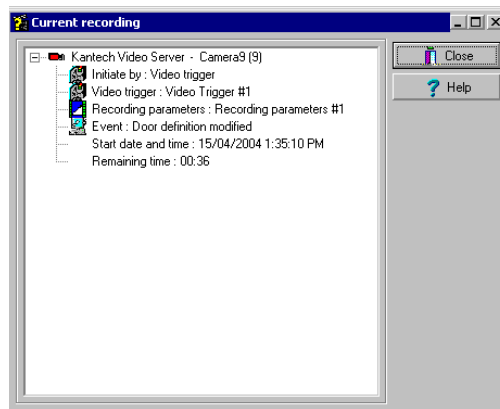 Current recording
Kantech Video Server - Camera9 (9)
Close
Initiate by : Video trigger
Video trigger : Video Trigger #1
Help
Recording parameters : Recording parameters #1
Event : Door definition modified
Start date and time : 15/04/2004 1:35:10 PM
Remaining time : 00:36